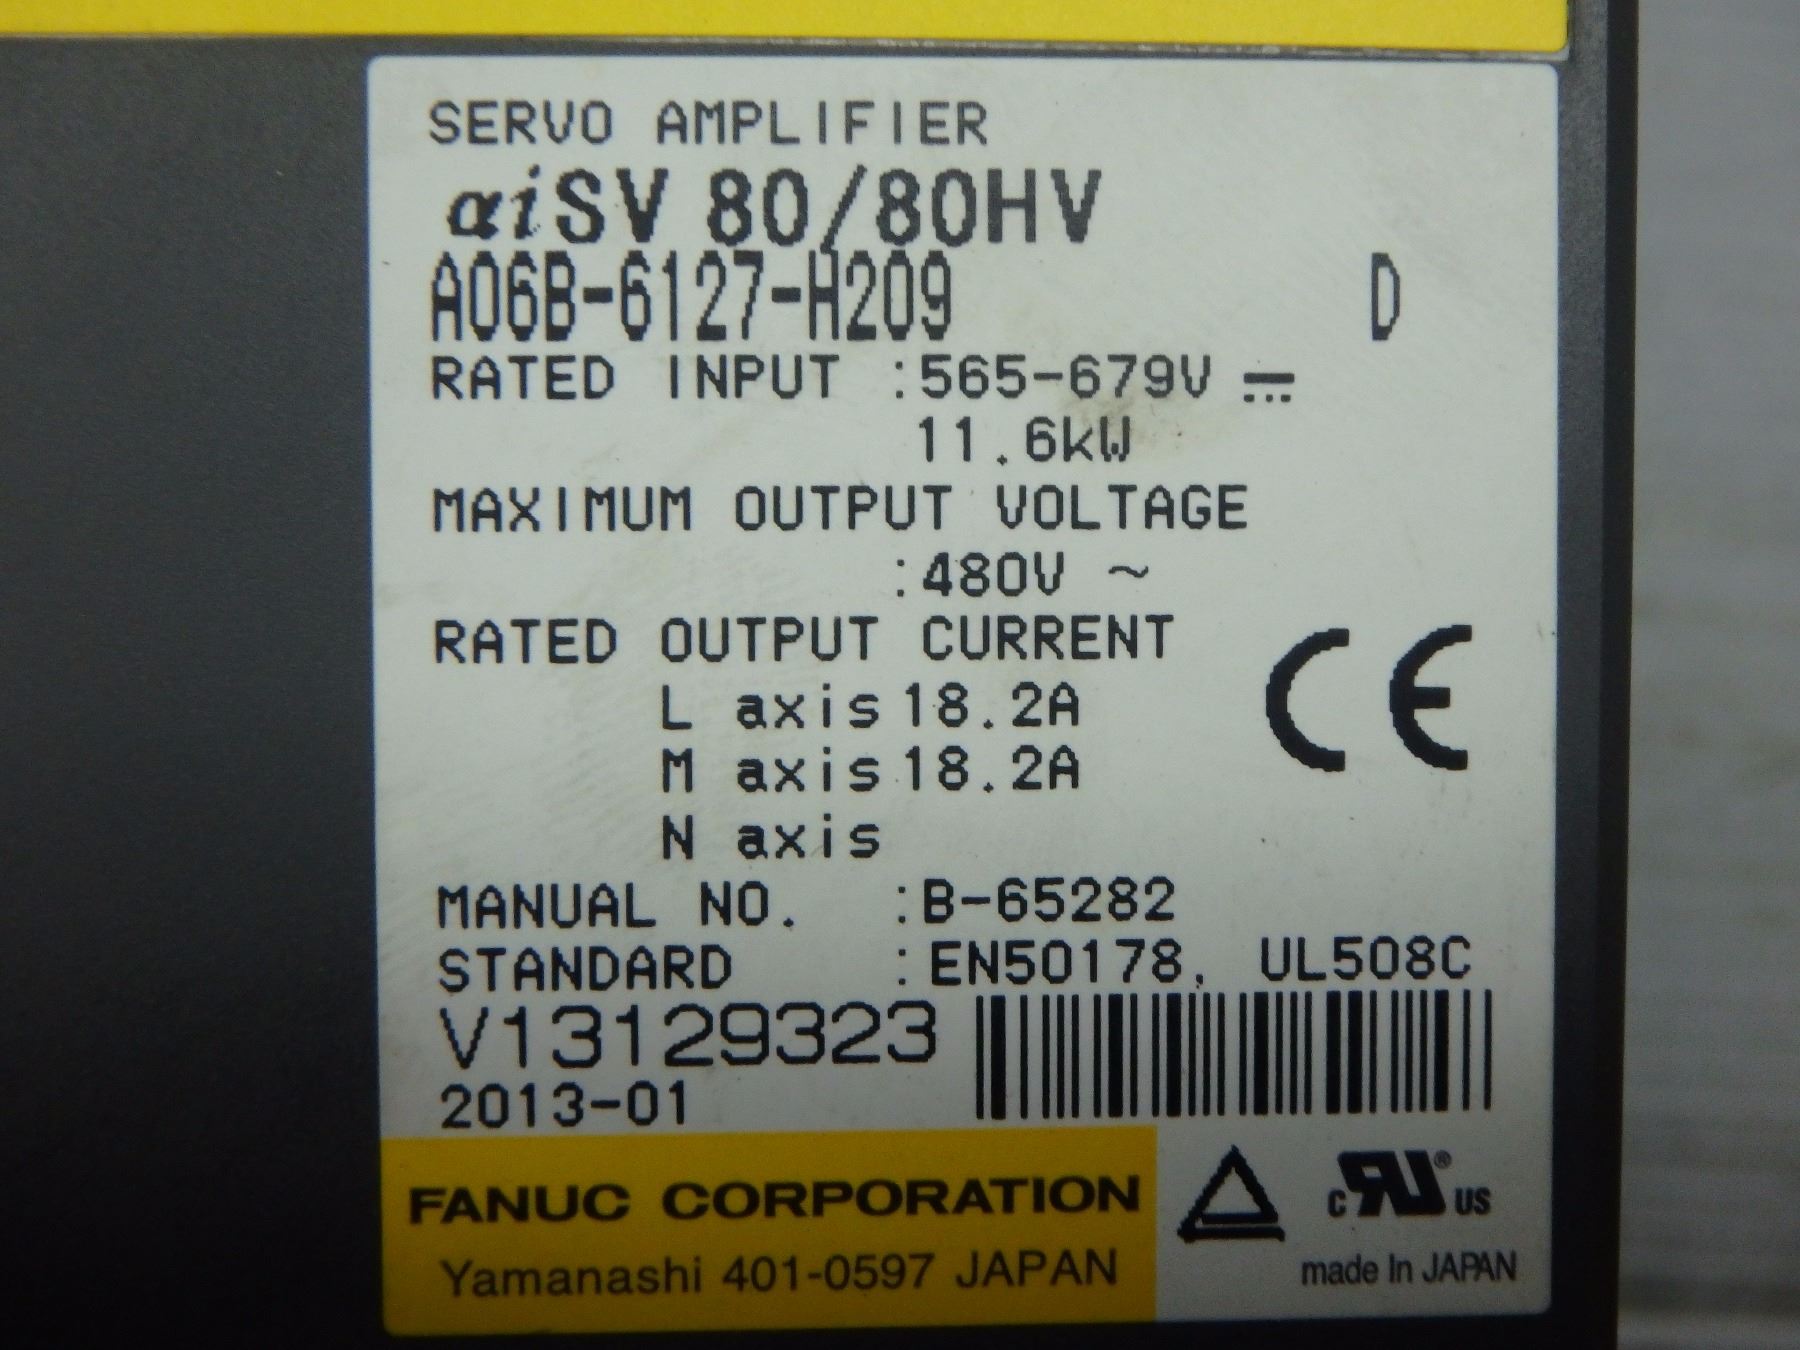 SERVO AMPLIFIER
αiSV 80/80HV
A06B-6127-H209 D
RATED INPUT :565-679V ⎓
11.6kW
MAXIMUM OUTPUT VOLTAGE
:480V ~
RATED OUTPUT CURRENT
L axis 18.2A
M axis 18.2A
N axis
CE
MANUAL NO. :B-65282
STANDARD :EN50178, UL508C
V13129323
2013-01
FANUC CORPORATION
Yamanashi 401-0597 JAPAN
c RU® US
made In JAPAN